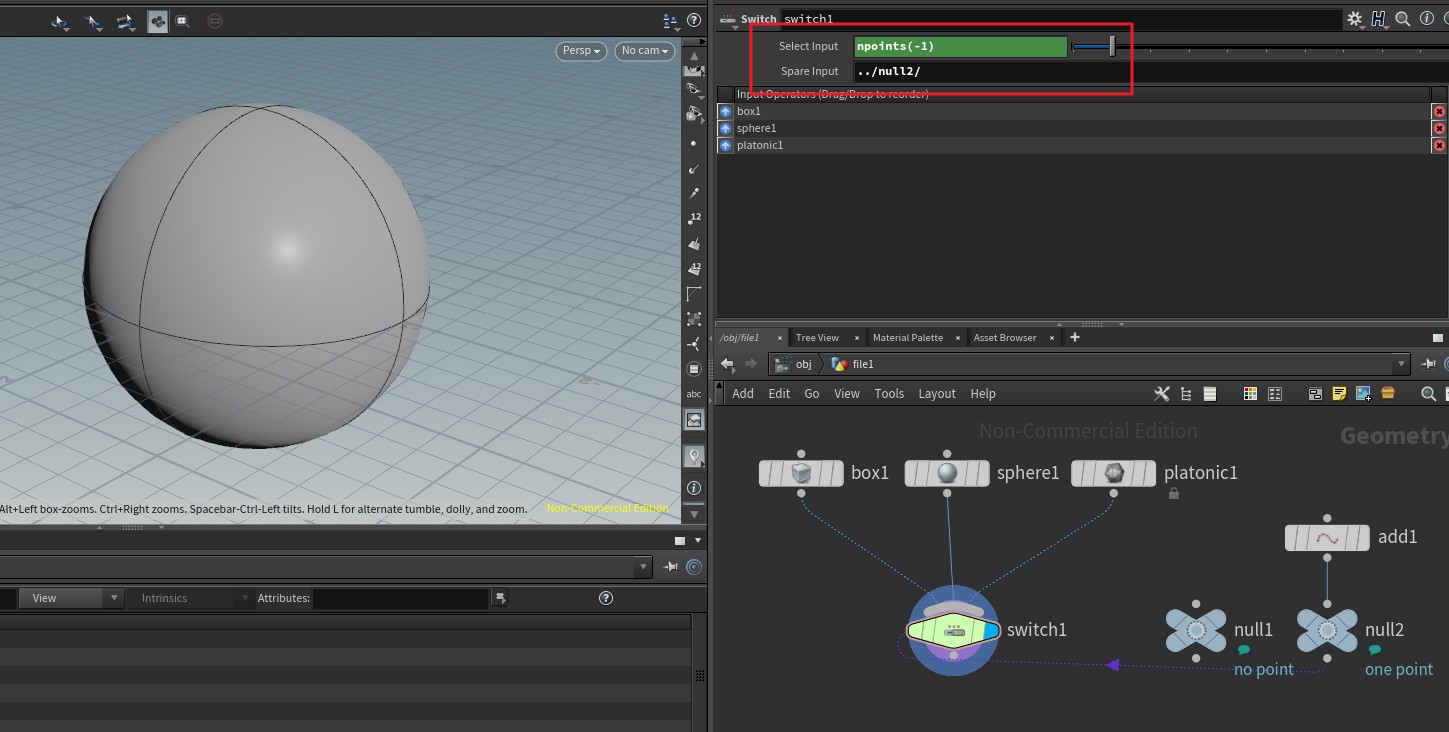 Switch switch1
Persp
No cam
Select Input npoints(-1)
Spare Input ../null2/
Input Operators (Drag/Drop to reorder)
box1
sphere1
platonic1
12
12
abc
Alt+Left box-zooms. Ctrl+Right zooms. Spacebar-Ctrl-Left tilts. Hold L for alternate tumble, dolly, and zoom.
Non-Commercial Edition
/obj/file1 Tree View Material Palette Asset Browser
obj file1
Add Edit Go View Tools Layout Help
Non-Commercial Edition
Geometry
box1 sphere1 platonic1
add1
View Intrinsics Attributes:
switch1 null1 null2
no point one point